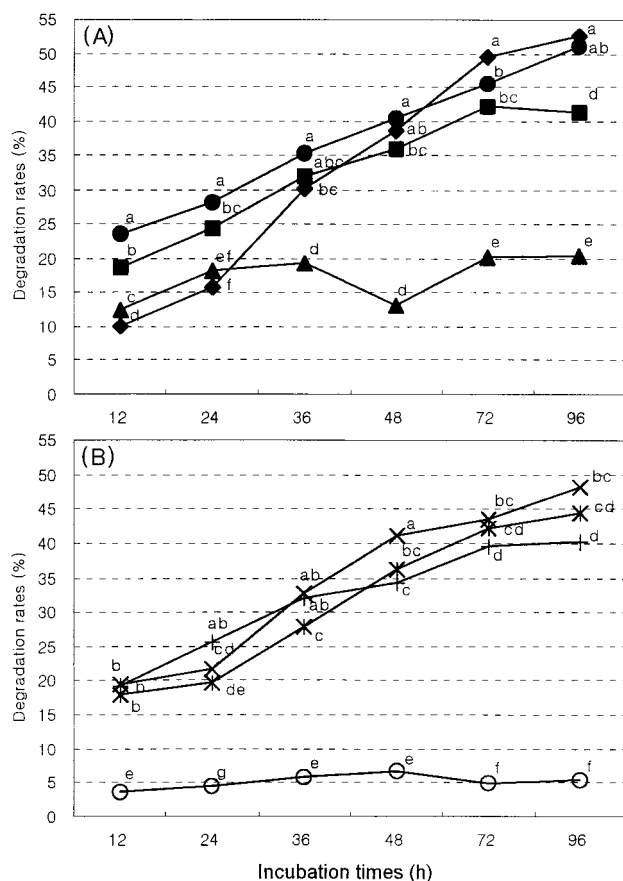 (A)
Degradation rates (%)
55
50
45
40
35
30
25
20
15
10
5
0
a
b
c
d
a
bc
ef
f
a
abc
bc
d
a
ab
bc
d
a
b
bc
e
a
ab
d
e
12 24 36 48 72 96
(B)
Degradation rates (%)
55
50
45
40
35
30
25
20
15
10
5
0
b
b
b
e
ab
cd
de
g
ab
ab
c
e
a
bc
c
e
bc
cd
d
f
bc
cd
d
f
12 24 36 48 72 96
Incubation times (h)